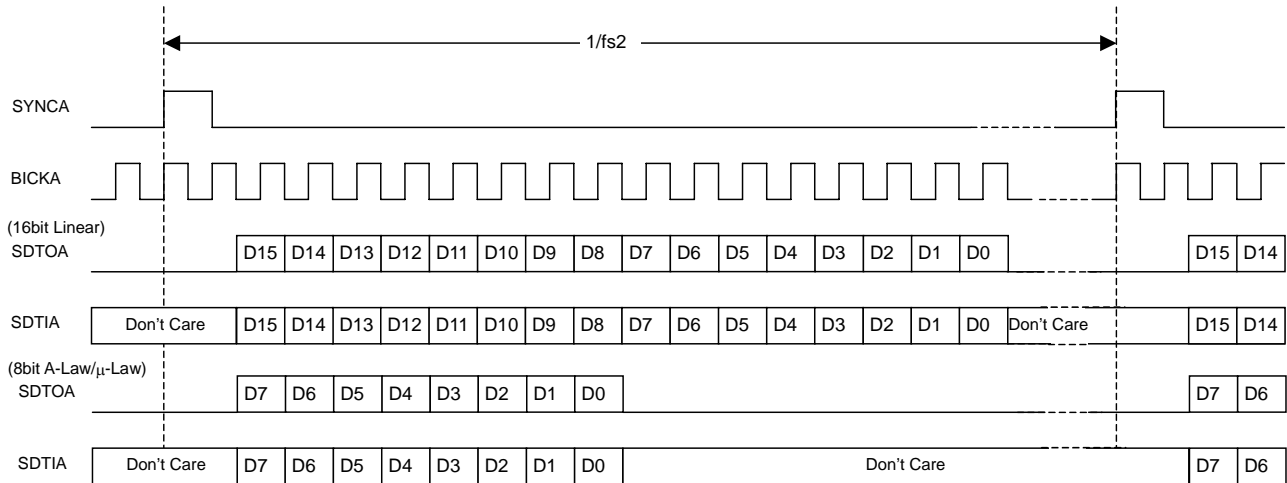 1/fs2
SYNCA
BICKA
(16bit Linear)
SDTOA D15 D14 D13 D12 D11 D10 D9 D8 D7 D6 D5 D4 D3 D2 D1 D0 D15 D14
SDTIA Don't Care D15 D14 D13 D12 D11 D10 D9 D8 D7 D6 D5 D4 D3 D2 D1 D0 Don't Care D15 D14
(8bit A-Law/μ-Law)
SDTOA D7 D6 D5 D4 D3 D2 D1 D0 D7 D6
SDTIA Don't Care D7 D6 D5 D4 D3 D2 D1 D0 Don't Care D7 D6